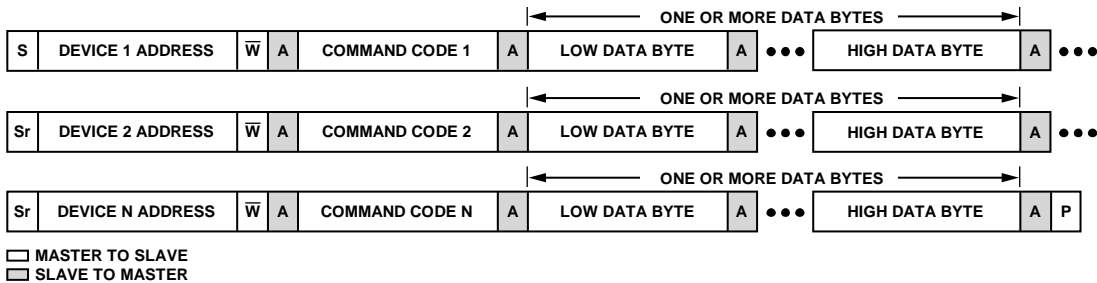 ONE OR MORE DATA BYTES
S DEVICE 1 ADDRESS W̅ A COMMAND CODE 1 A LOW DATA BYTE A ●●● HIGH DATA BYTE A ●●●
ONE OR MORE DATA BYTES
Sr DEVICE 2 ADDRESS W̅ A COMMAND CODE 2 A LOW DATA BYTE A ●●● HIGH DATA BYTE A ●●●
ONE OR MORE DATA BYTES
Sr DEVICE N ADDRESS W̅ A COMMAND CODE N A LOW DATA BYTE A ●●● HIGH DATA BYTE A P
MASTER TO SLAVE
SLAVE TO MASTER